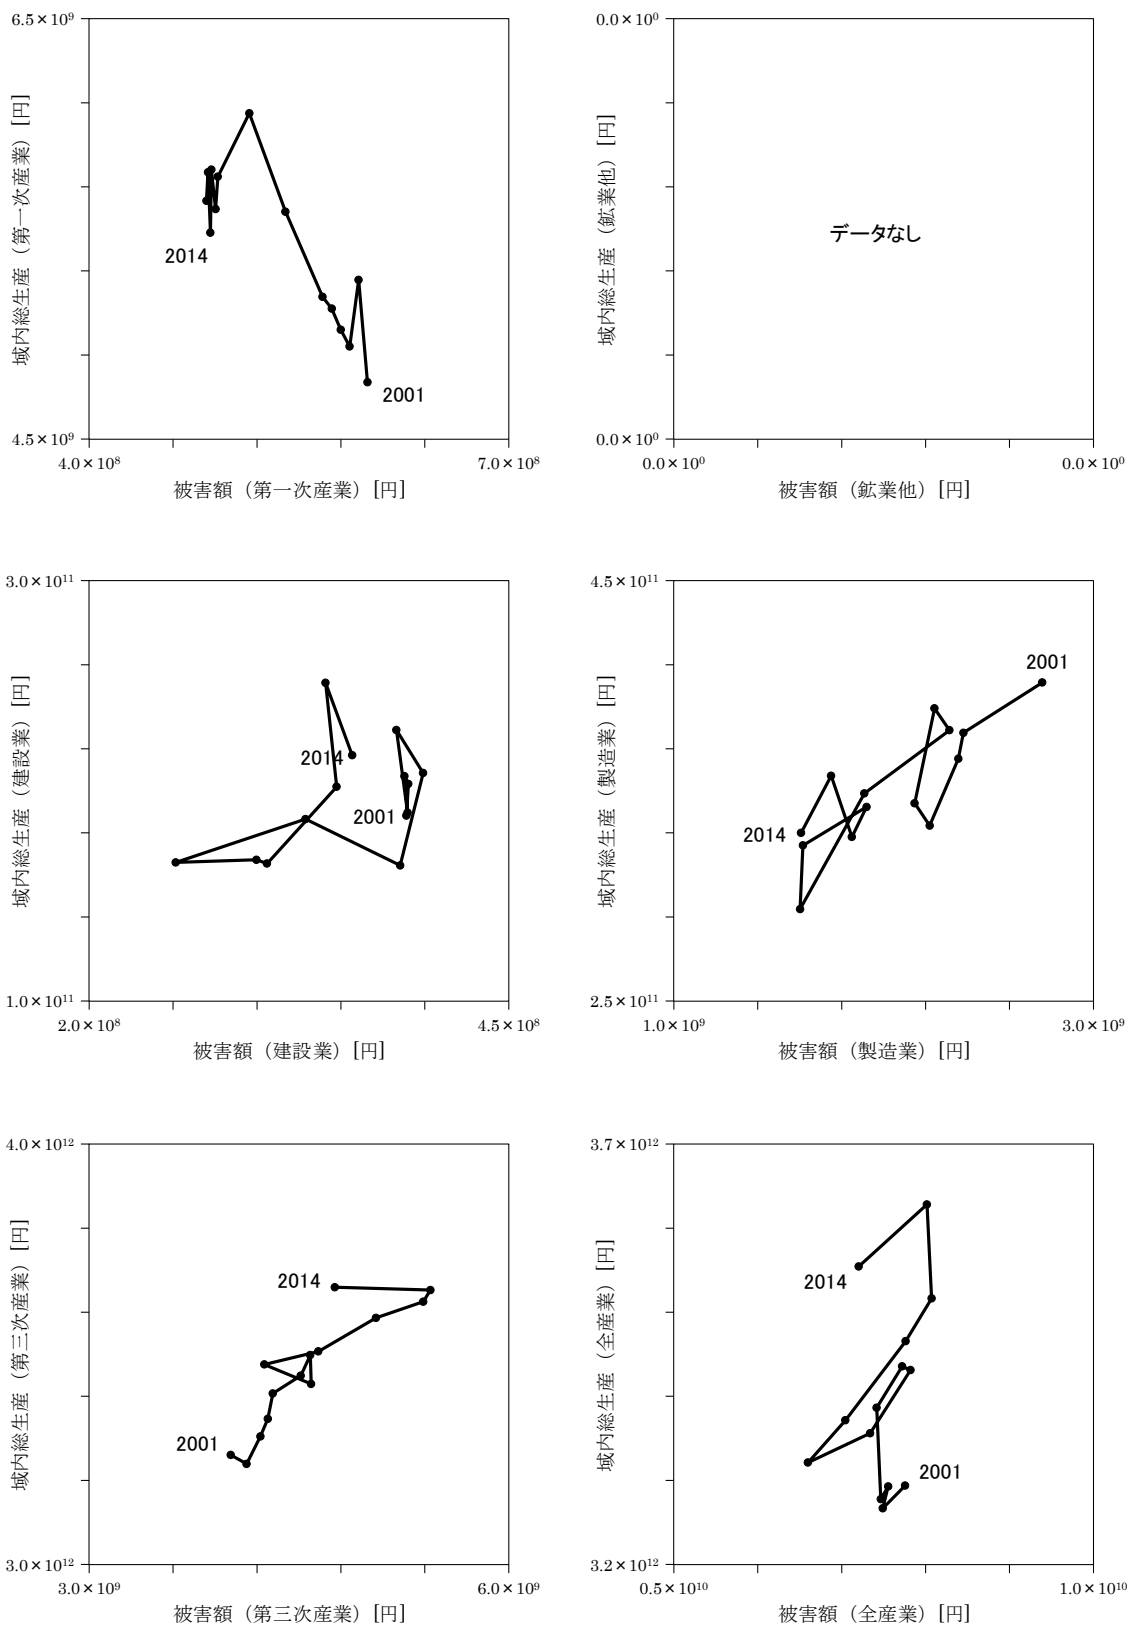 6.5×10⁹
域内総生産（第一次産業）[円]
2014
2001
4.5×10⁹
4.0×10⁸
7.0×10⁸
被害額（第一次産業）[円]
0.0×10⁰
域内総生産（鉱業他）[円]
データなし
0.0×10⁰
0.0×10⁰
0.0×10⁰
被害額（鉱業他）[円]
3.0×10¹¹
域内総生産（建設業）[円]
2014
2001
1.0×10¹¹
2.0×10⁸
4.5×10⁸
被害額（建設業）[円]
4.5×10¹¹
域内総生産（製造業）[円]
2001
2014
2.5×10¹¹
1.0×10⁹
3.0×10⁹
被害額（製造業）[円]
4.0×10¹²
域内総生産（第三次産業）[円]
2014
2001
3.0×10¹²
3.0×10⁹
6.0×10⁹
被害額（第三次産業）[円]
3.7×10¹²
域内総生産（全産業）[円]
2014
2001
3.2×10¹²
0.5×10¹⁰
1.0×10¹⁰
被害額（全産業）[円]